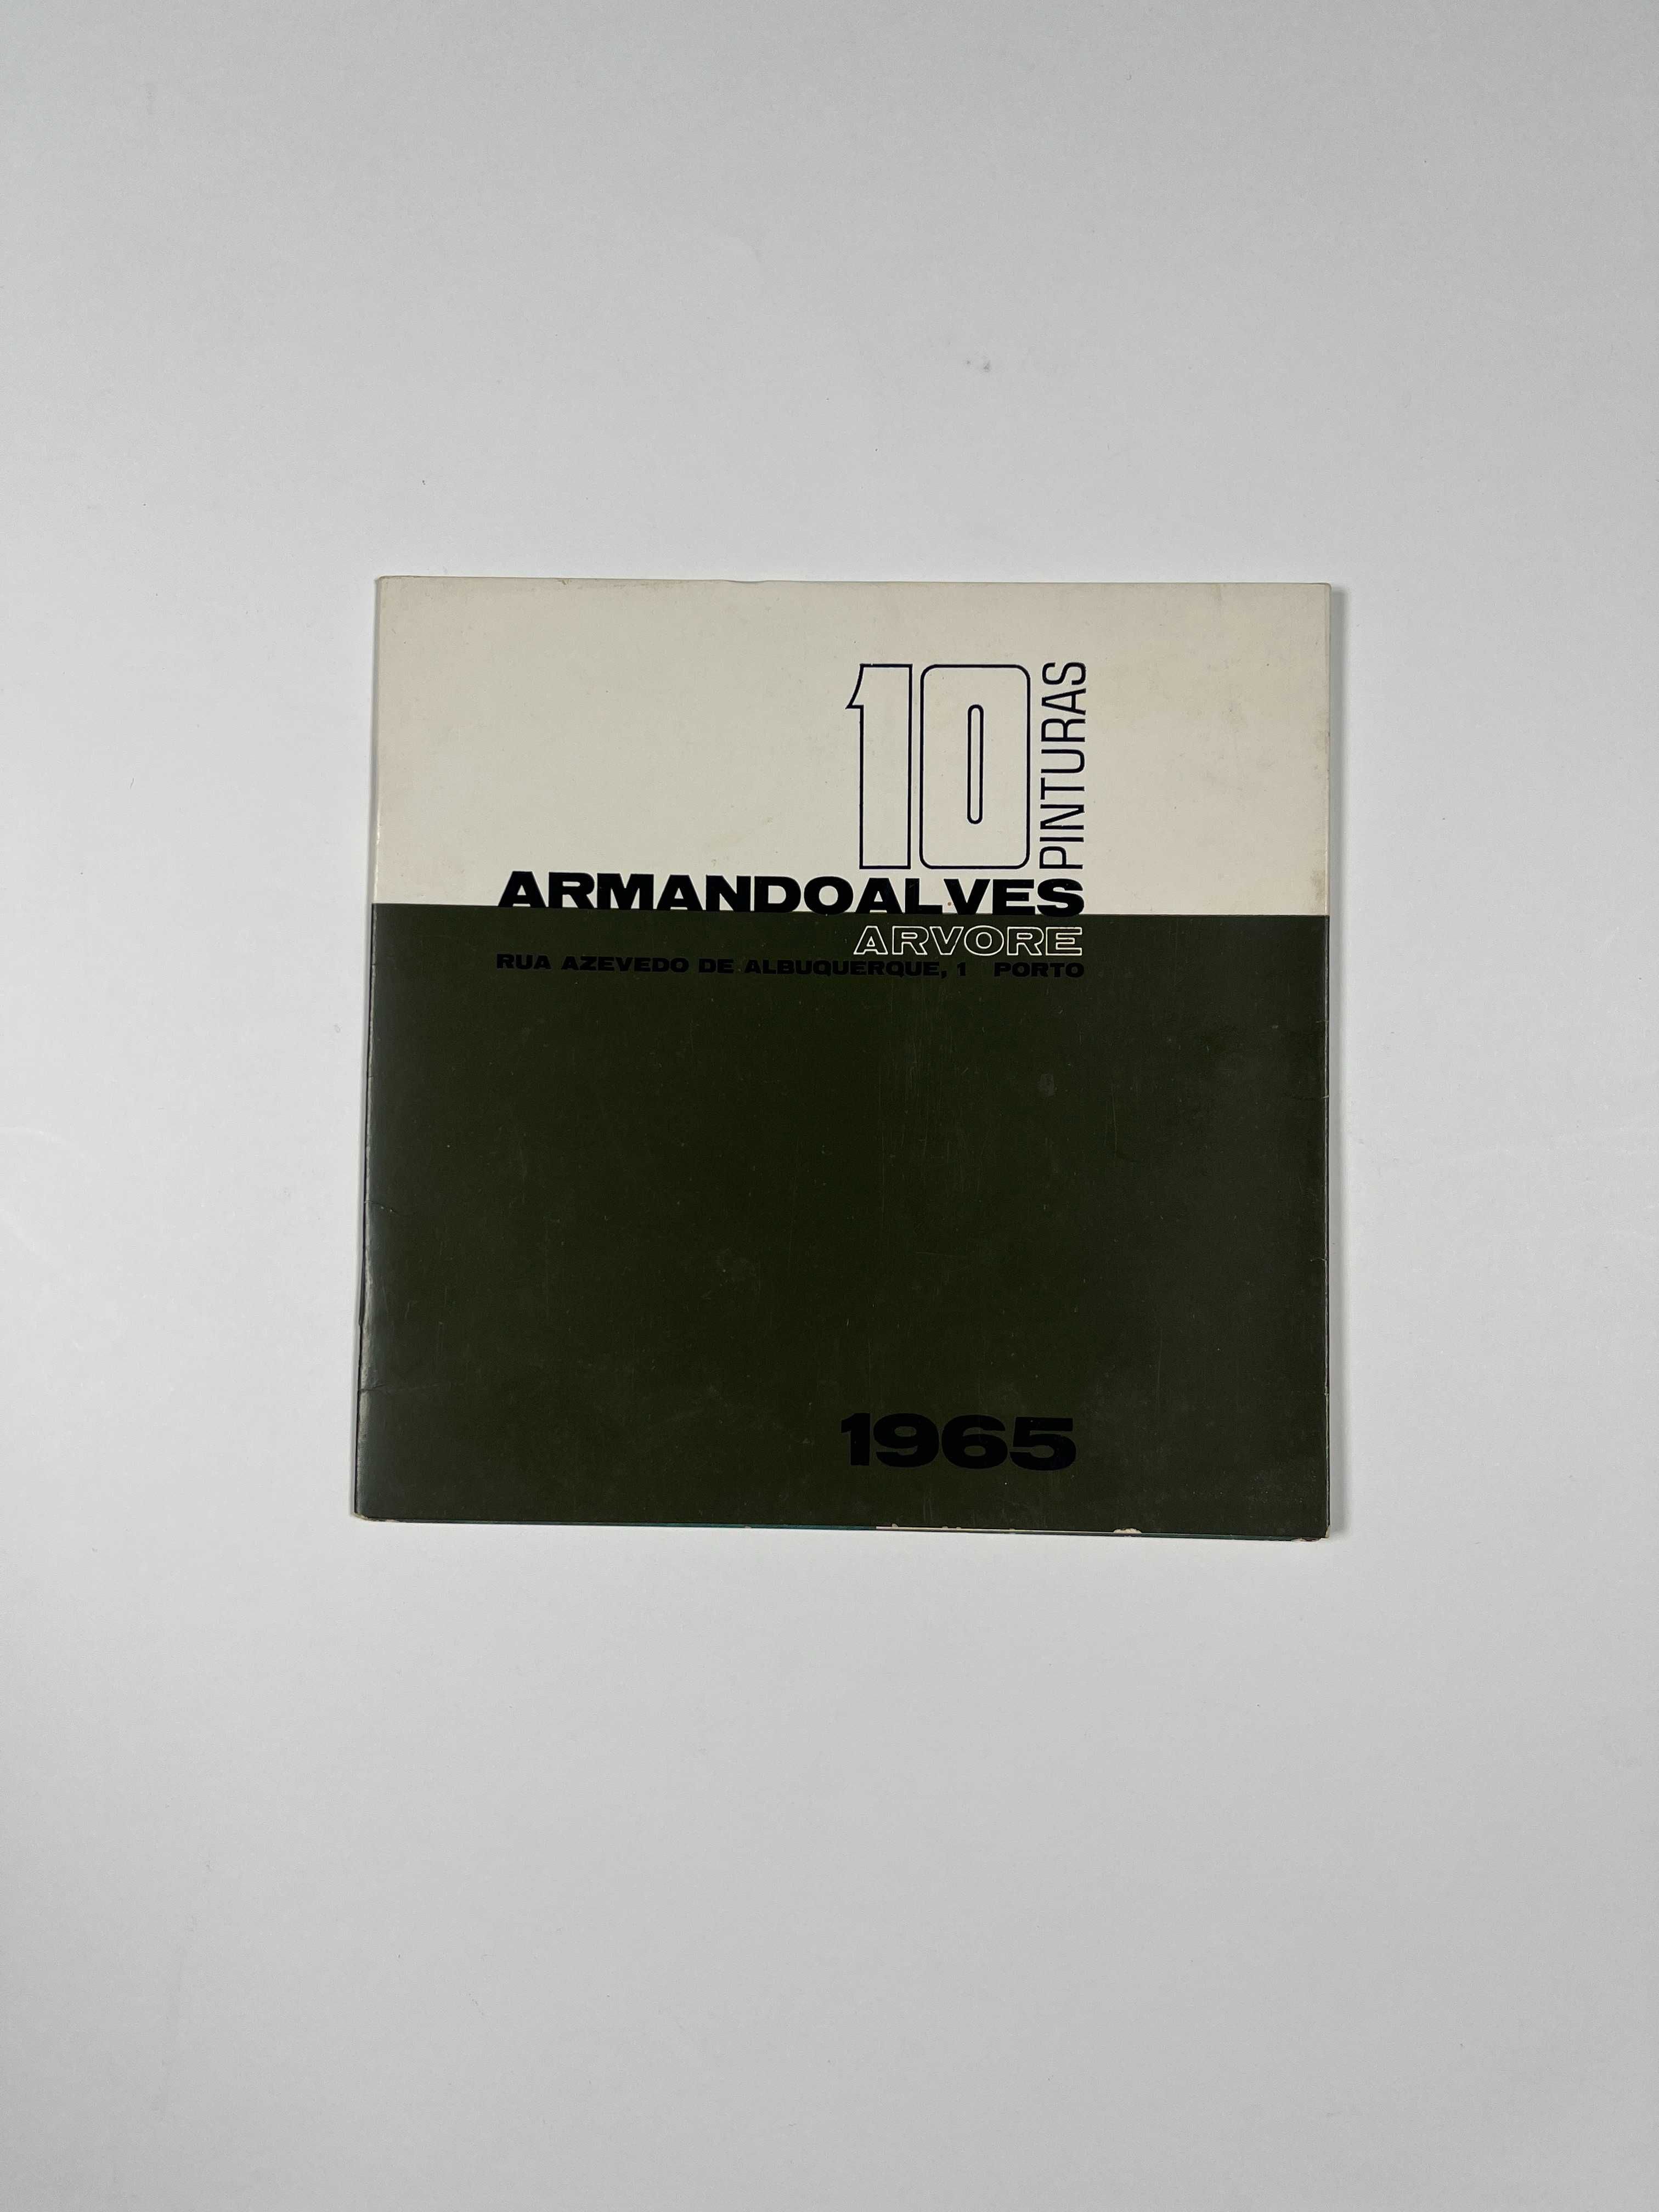 10
PINTURAS
ARMANDOALVES
ARVORE
RUA AZEVEDO DE ALBUQUERQUE, 1 PORTO
1965